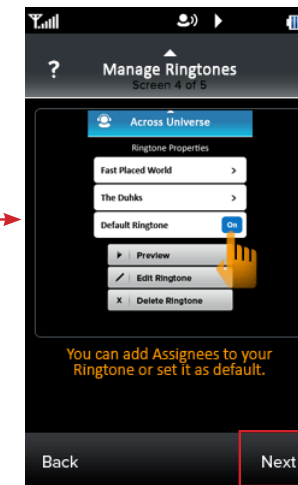 ?
Manage Ringtones
Screen 4 of 5
Across Universe
Ringtone Properties
Fast Placed World >
The Duhks >
Default Ringtone On
Preview
Edit Ringtone
X Delete Ringtone
You can add Assignees to your
Ringtone or set it as default.
Back Next